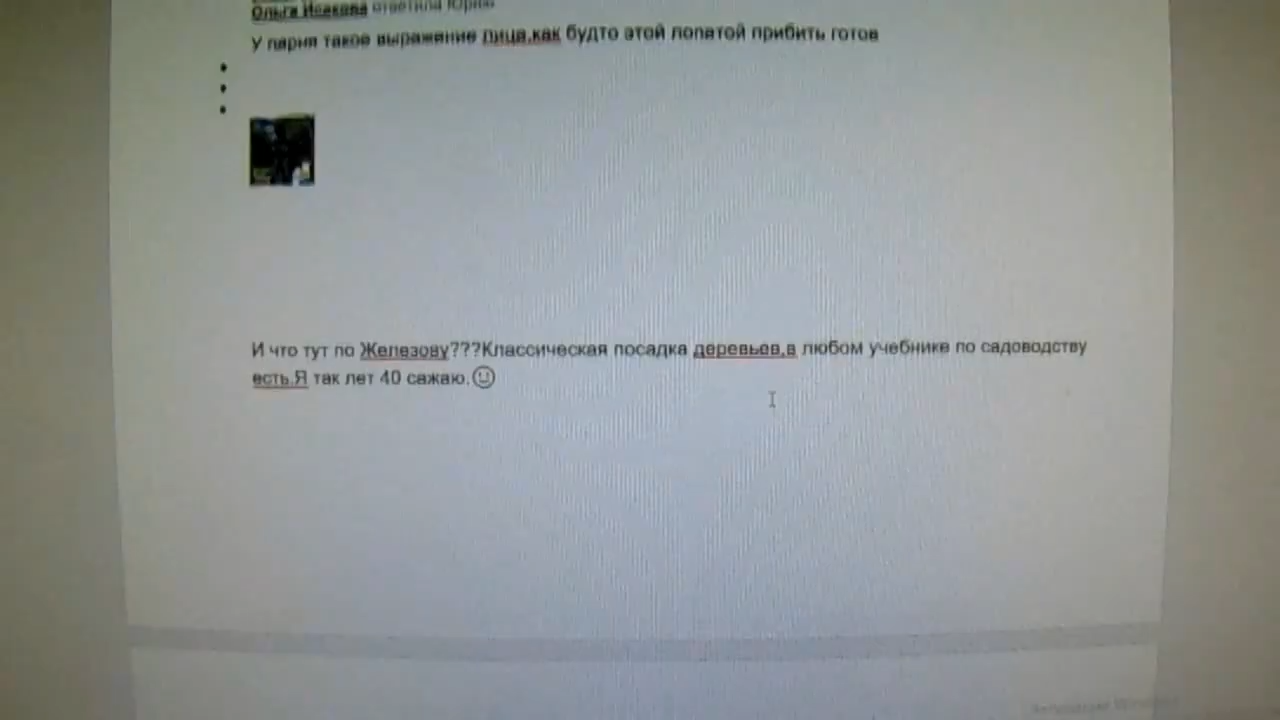 Ольга Исакова ответила Юрию
У парня такое выражение лица,как будто этой лопатой прибить готов
И что тут по Железову???Классическая посадка деревьев,в любом учебнике по садоводству
есть.Я так лет 40 сажаю.